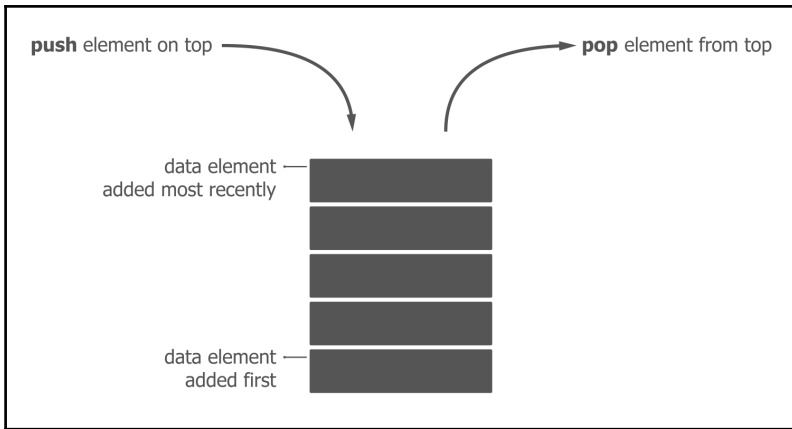 push element on top
pop element from top
data element
added most recently
data element
added first